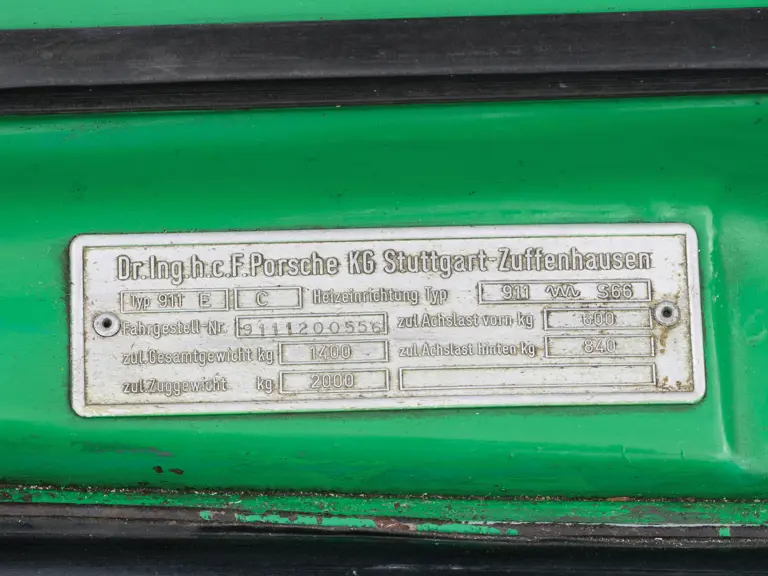 Dr.Ing.h.c.F.Porsche KG Stuttgart-Zuffenhausen
Typ 911 E C Heizeinrichtung Typ 911 S66
Fahrgestell-Nr. 9111200556 zul.Achslast vorn kg 600
zul.Gesamtgewicht kg 1400 zul.Achslast hinten kg 840
zul.Zuggewicht kg 2000